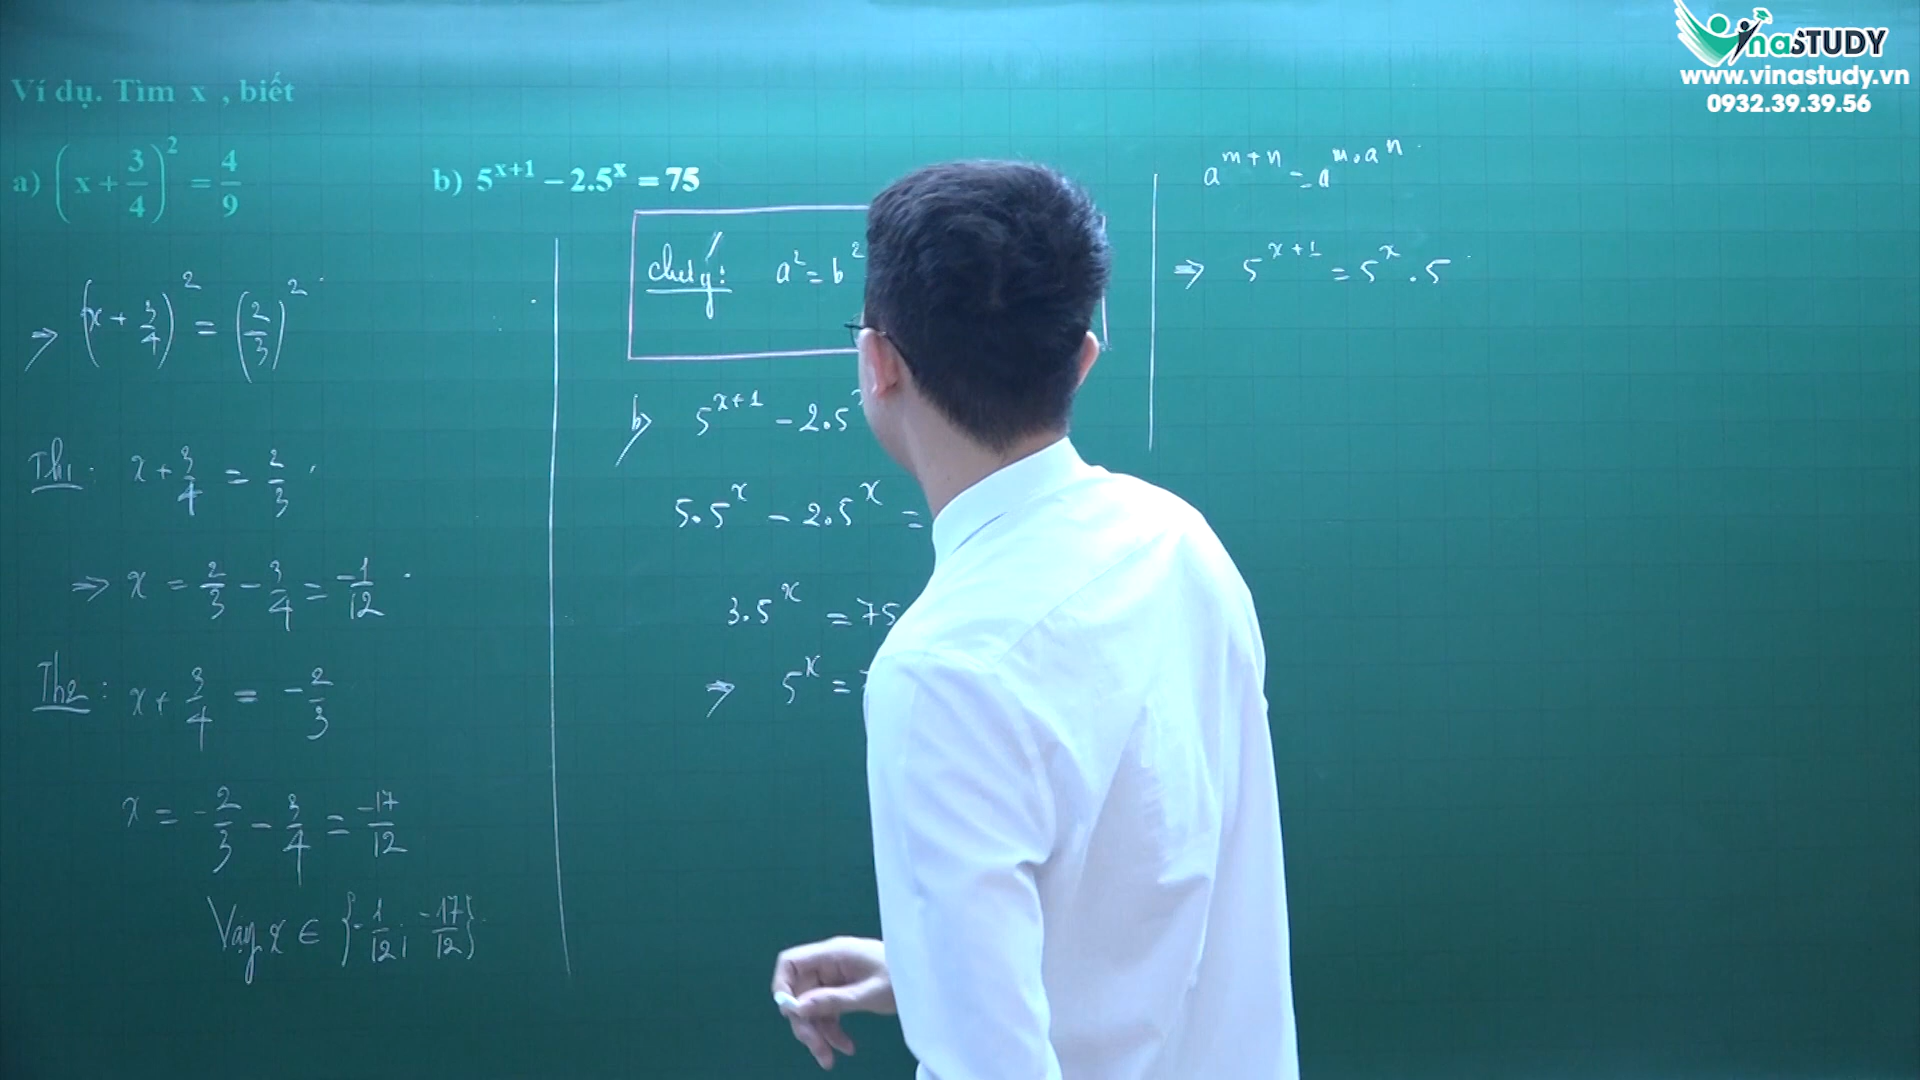 VinaSTUDY
www.vinastudy.vn
0932.39.39.56
Ví dụ. Tìm x , biết
a) (x + 3/4)² = 4/9
b) 5^{x+1} − 2.5^x = 75
⇒ (x + 3/4)² = (2/3)²
Th1: x + 3/4 = 2/3
⇒ x = 2/3 − 3/4 = −1/12
Th2: x + 3/4 = −2/3
x = −2/3 − 3/4 = −17/12
Vậy x ∈ {−1/12; −17/12}
Chú ý: a² = b²
b) 5^{x+1} − 2.5
5.5^x − 2.5^x =
3.5^x = 75
⇒ 5^x =
a^{m+n} = a^m.a^n
⇒ 5^{x+1} = 5^x.5